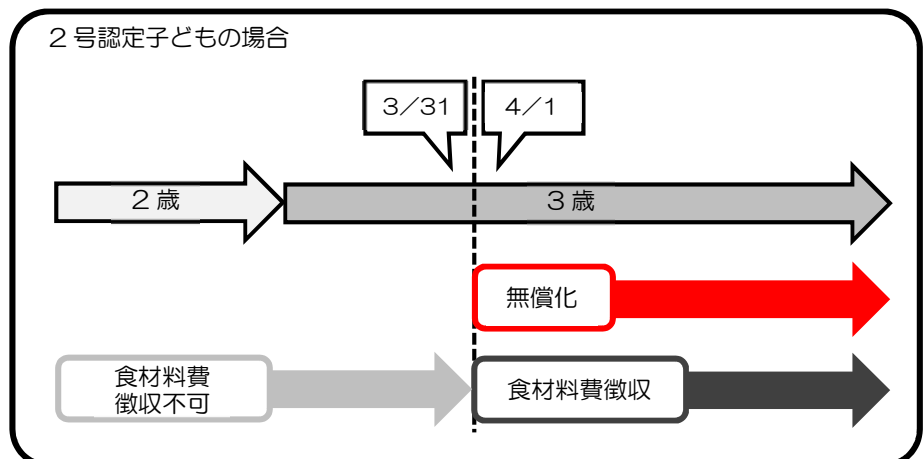 ２号認定子どもの場合
３／31
４／１
２歳
３歳
無償化
食材料費
徴収不可
食材料費徴収